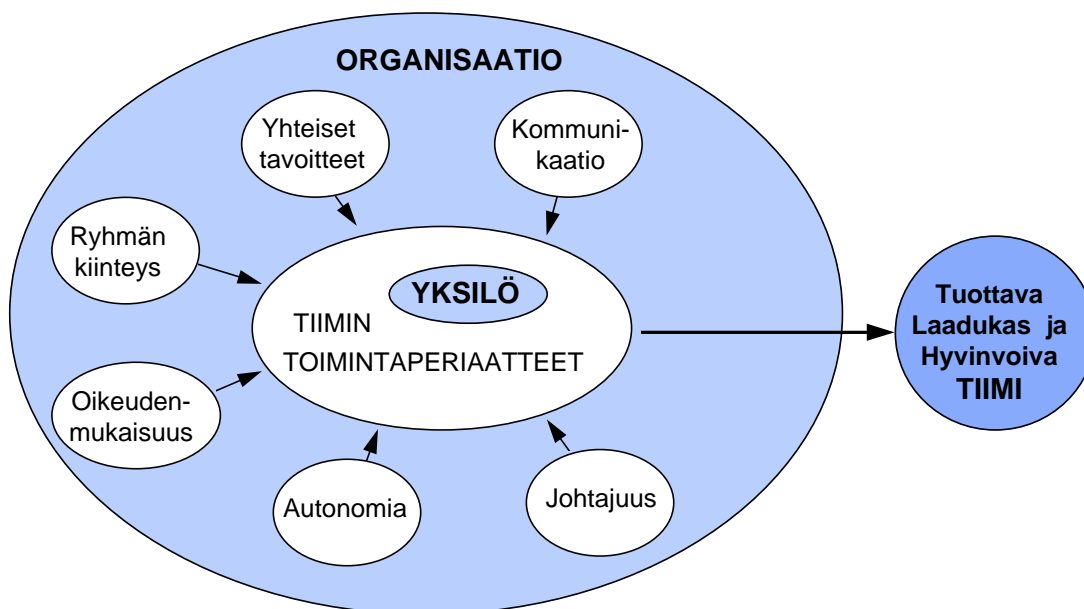 ORGANISAATIO
Yhteiset
tavoitteet
Kommuni-
kaatio
Ryhmän
kiinteys
YKSILÖ
TIIMIN
TOIMINTAPERIAATTEET
Oikeuden-
mukaisuus
Autonomia
Johtajuus
Tuottava
Laadukas ja
Hyvinvoiva
TIIMI